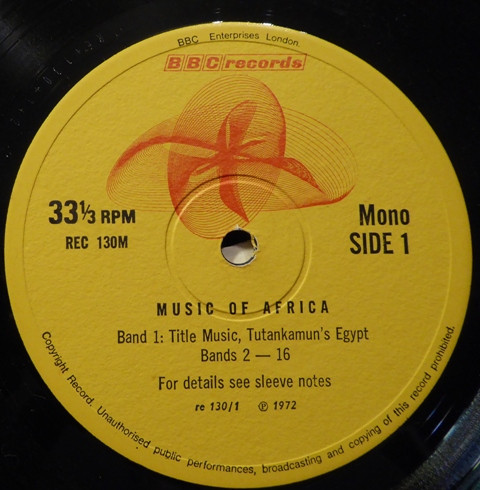 BBC Enterprises London.
BBC records
33⅓ RPM
REC 130M
Mono
SIDE 1
MUSIC OF AFRICA
Band 1: Title Music, Tutankamun's Egypt
Bands 2 — 16
For details see sleeve notes
re 130/1 ℗ 1972
Copyright Record. Unauthorised public performances, broadcasting and copying of this record prohibited.